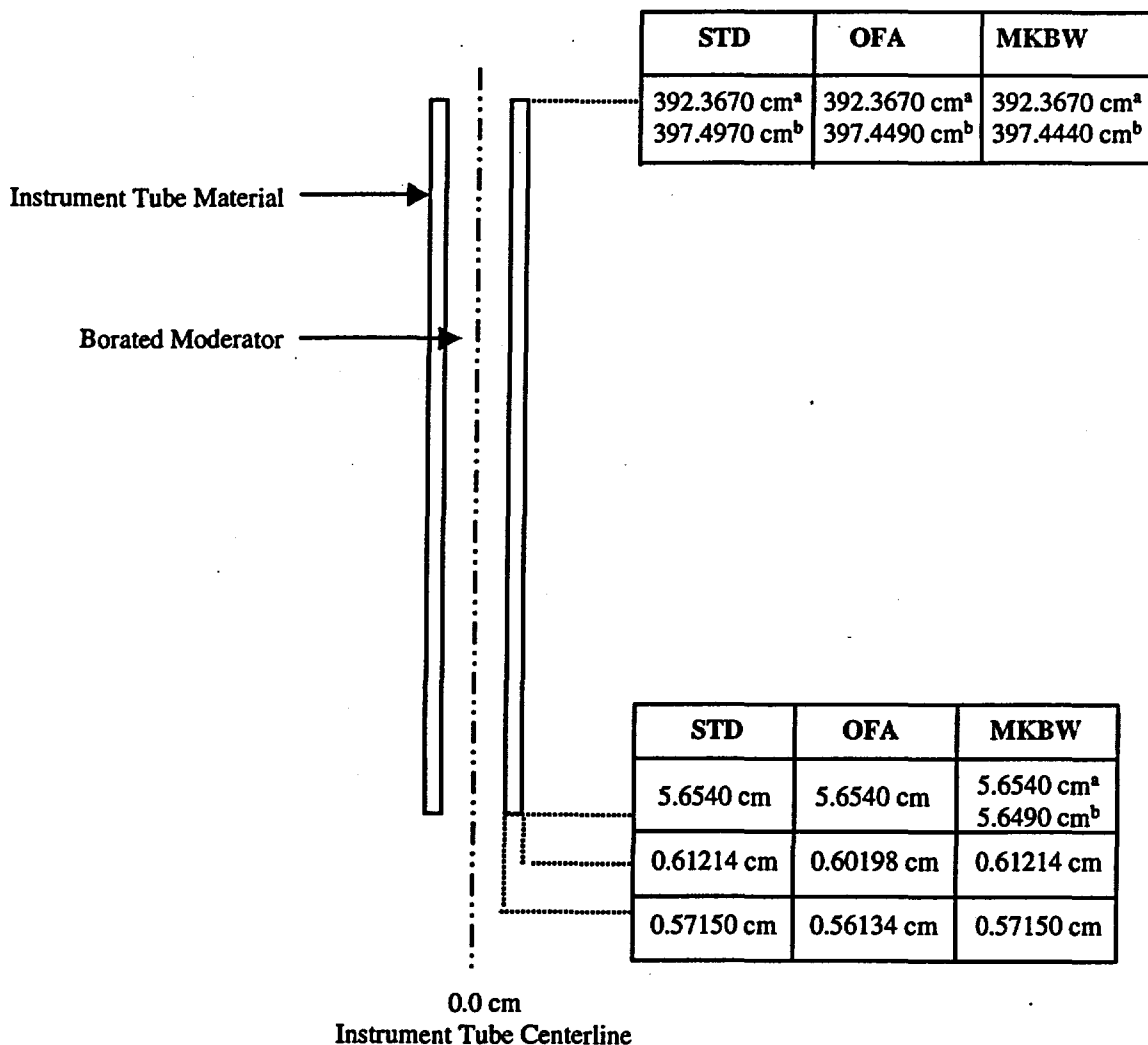 STD OFA MKBW
392.3670 cmᵃ 392.3670 cmᵃ 392.3670 cmᵃ
397.4970 cmᵇ 397.4490 cmᵇ 397.4440 cmᵇ
Instrument Tube Material
Borated Moderator
STD OFA MKBW
5.6540 cm 5.6540 cm 5.6540 cmᵃ
5.6490 cmᵇ
0.61214 cm 0.60198 cm 0.61214 cm
0.57150 cm 0.56134 cm 0.57150 cm
0.0 cm
Instrument Tube Centerline